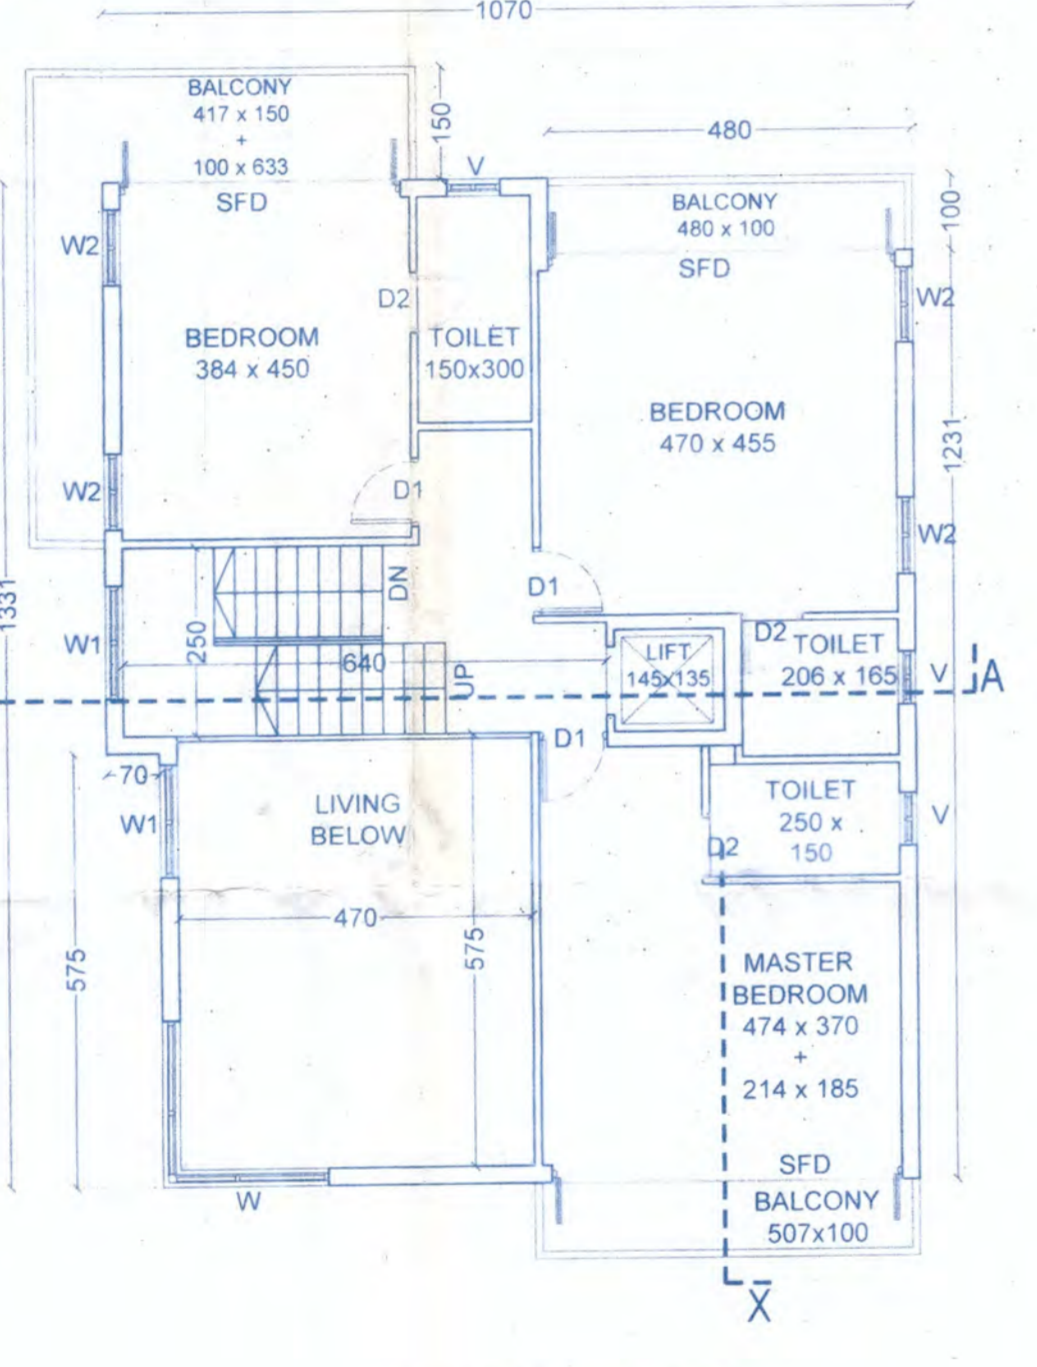 1070
BALCONY
417 x 150
+
100 x 633
SFD
150
480
V
BALCONY
480 x 100
SFD
100
W2
W2
D2
BEDROOM
384 x 450
TOILET
150x300
BEDROOM
470 x 455
1231
W2
D1
W2
DN
D1
1331
W1
250
640
UP
LIFT
145x135
D2
TOILET
206 x 165
V
A
D1
70
W1
LIVING
BELOW
TOILET
250 x
150
V
D2
470
575
575
MASTER
BEDROOM
474 x 370
+
214 x 185
SFD
BALCONY
507x100
W
X